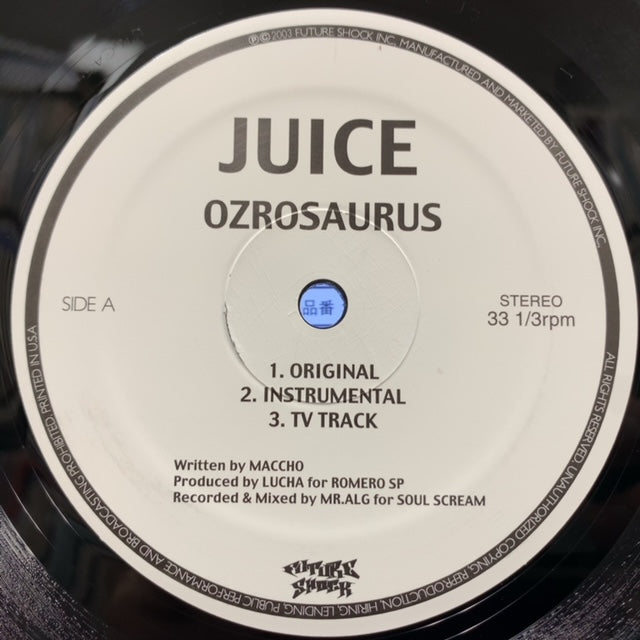 ℗©2003 FUTURE SHOCK INC. MANUFACTURED AND MARKETED BY FUTURE SHOCK INC.
JUICE
OZROSAURUS
品番
SIDE A
STEREO
33 1/3rpm
1. ORIGINAL
2. INSTRUMENTAL
3. TV TRACK
Written by MACCHO
Produced by LUCHA for ROMERO SP
Recorded & Mixed by MR.ALG for SOUL SCREAM
FUTURE
SHOCK
ALL RIGHTS RESERVED. UNAUTHORIZED COPYING, REPRODUCTION, HIRING, LENDING, PUBLIC PERFORMANCE AND BROADCASTING PROHIBITED. PRINTED IN U.S.A